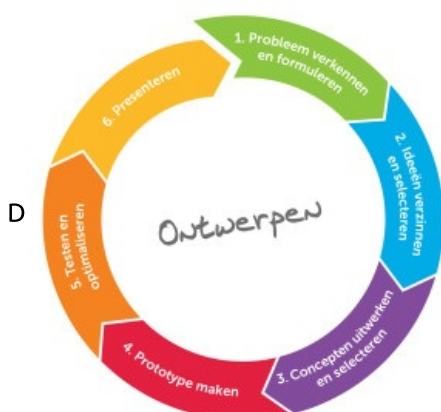 1. Probleem verkennen
en formuleren
2. Ideeën verzinnen
en selecteren
3. Concepten uitwerken
en selecteren
4. Prototype maken
5. Testen en
optimaliseren
6. Presenteren
D
Ontwerpen